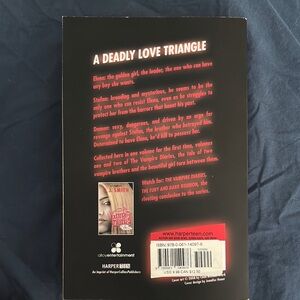 A DEADLY LOVE TRIANGLE
Elena: the golden girl, the leader, the one who can have
any boy she wants.
Stefan: brooding and mysterious, he seems to be the
only one who can resist Elena, even as he struggles to
protect her from the horrors that haunt his past.
Damon: sexy, dangerous, and driven by an urge for
revenge against Stefan, the brother who betrayed him.
Determined to have Elena, he'd kill to possess her.
Collected here in one volume for the first time, volumes
one and two of The Vampire Diaries, the tale of two
vampire brothers and the beautiful girl torn between them.
Watch for: THE VAMPIRE DIARIES:
THE FURY AND DARK REUNION, the
riveting conclusion to the series.
SMITH
alloyentertainment
HARPER TEEN
An Imprint of HarperCollinsPublishers
www.harperteen.com